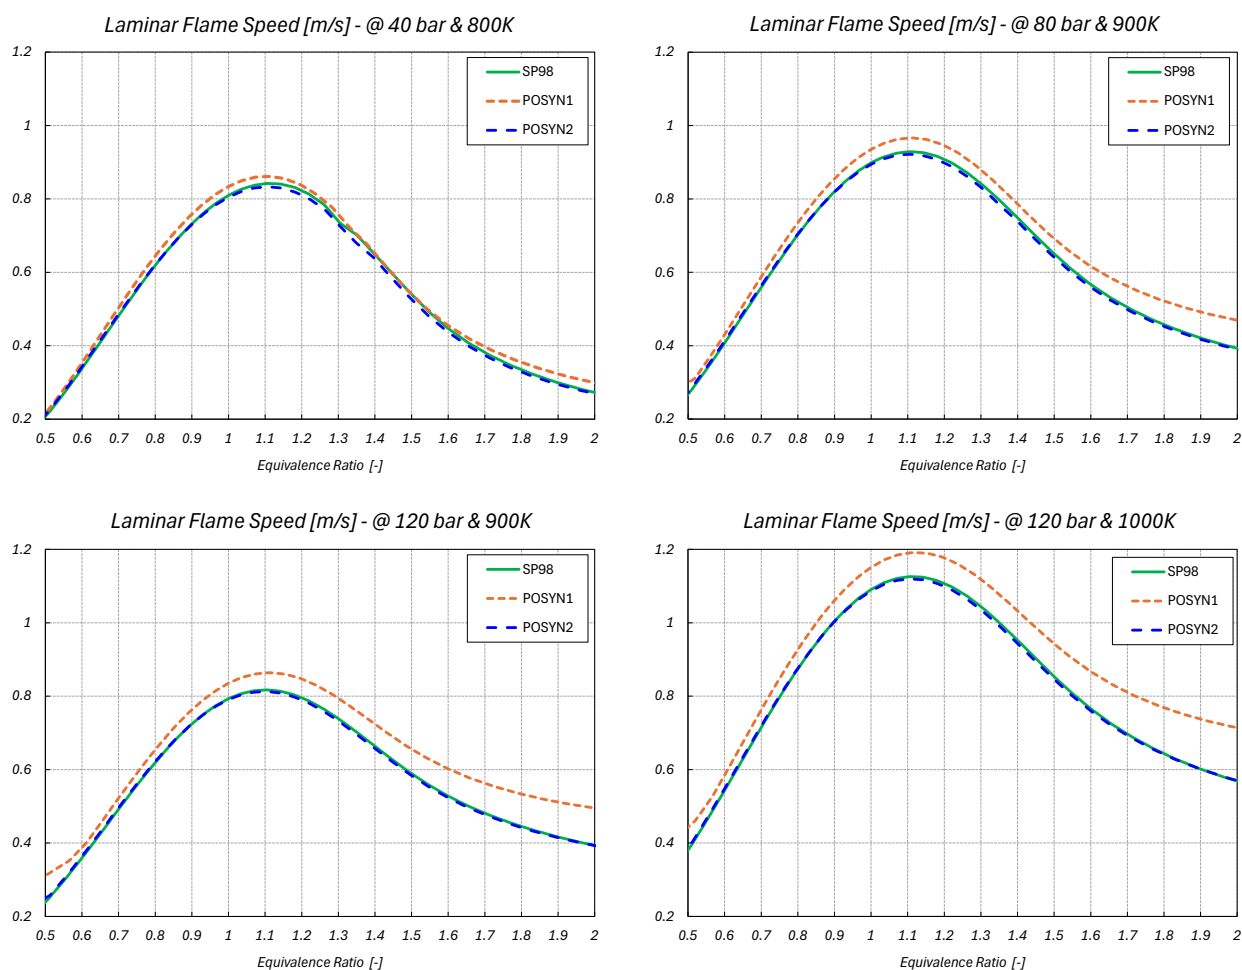 Laminar Flame Speed [m/s] - @ 40 bar & 800K
1.2
1
0.8
0.6
0.4
0.2
SP98
POSYN1
POSYN2
0.5 0.6 0.7 0.8 0.9 1 1.1 1.2 1.3 1.4 1.5 1.6 1.7 1.8 1.9 2
Equivalence Ratio [-]
Laminar Flame Speed [m/s] - @ 80 bar & 900K
1.2
1
0.8
0.6
0.4
0.2
SP98
POSYN1
POSYN2
0.5 0.6 0.7 0.8 0.9 1 1.1 1.2 1.3 1.4 1.5 1.6 1.7 1.8 1.9 2
Equivalence Ratio [-]
Laminar Flame Speed [m/s] - @ 120 bar & 900K
1.2
1
0.8
0.6
0.4
0.2
SP98
POSYN1
POSYN2
0.5 0.6 0.7 0.8 0.9 1 1.1 1.2 1.3 1.4 1.5 1.6 1.7 1.8 1.9 2
Equivalence Ratio [-]
Laminar Flame Speed [m/s] - @ 120 bar & 1000K
1.2
1
0.8
0.6
0.4
0.2
SP98
POSYN1
POSYN2
0.5 0.6 0.7 0.8 0.9 1 1.1 1.2 1.3 1.4 1.5 1.6 1.7 1.8 1.9 2
Equivalence Ratio [-]